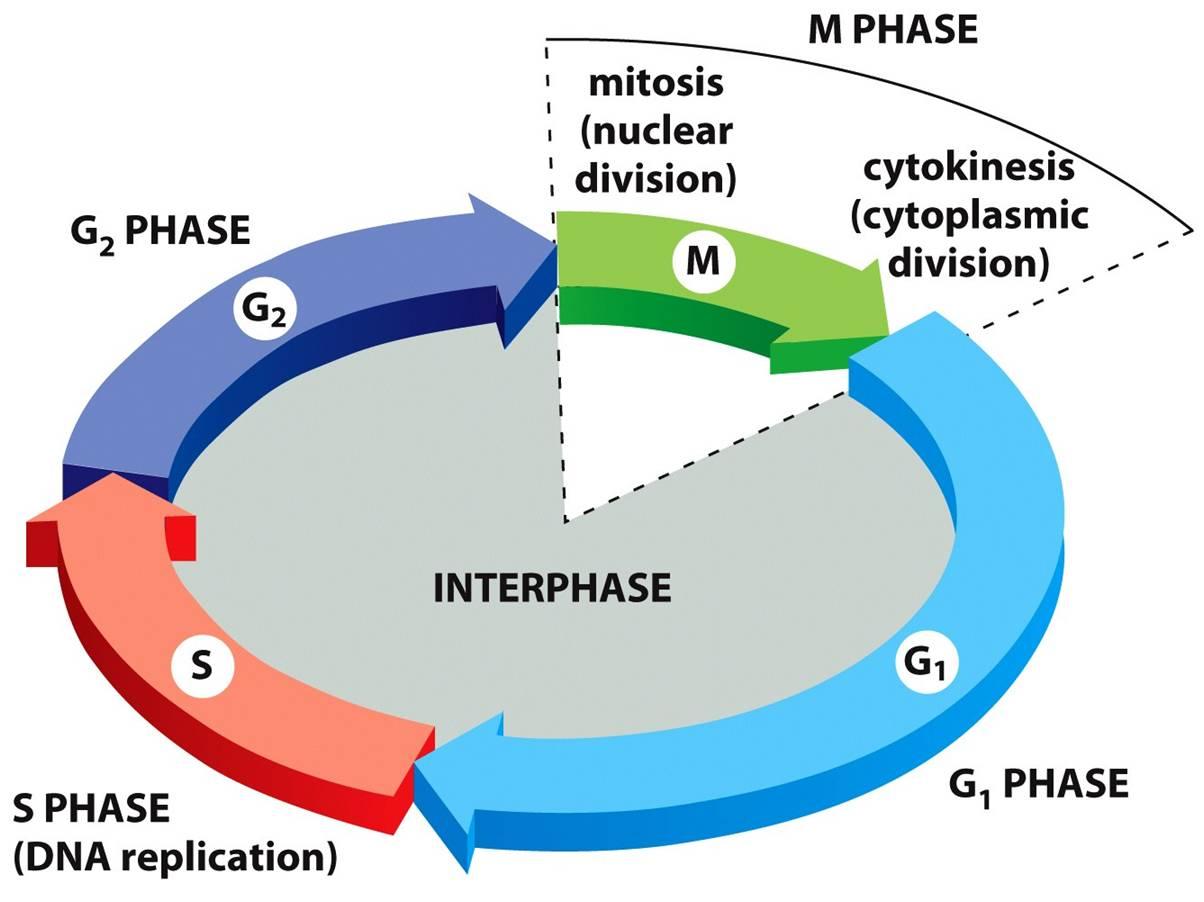 M PHASE
mitosis
(nuclear
division)
cytokinesis
(cytoplasmic
division)
G₂ PHASE
M
G₂
INTERPHASE
S
G₁
G₁ PHASE
S PHASE
(DNA replication)